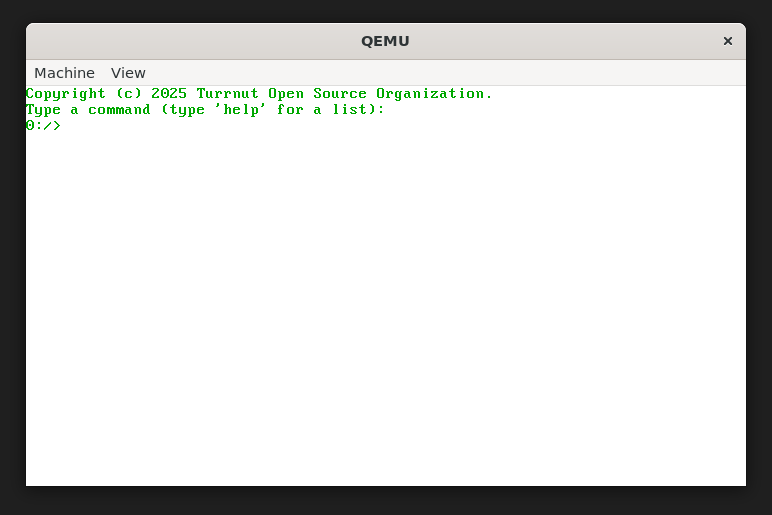 QEMU
×
Machine View
Copyright (c) 2025 Turrnut Open Source Organization.
Type a command (type 'help' for a list):
0:/>